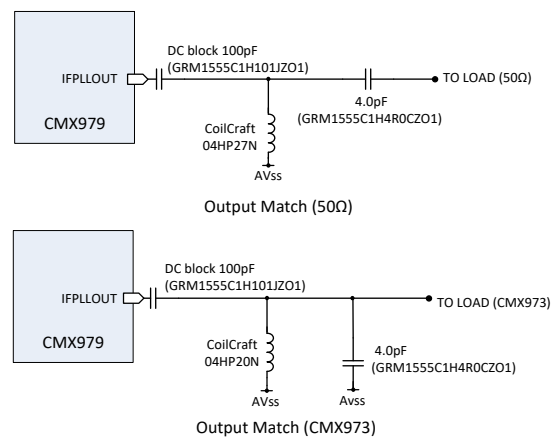 DC block 100pF
(GRM1555C1H101JZO1)
IFPLLOUT
TO LOAD (50Ω)
4.0pF
(GRM1555C1H4R0CZO1)
CMX979
CoilCraft
04HP27N
AVss
Output Match (50Ω)
DC block 100pF
(GRM1555C1H101JZO1)
IFPLLOUT
TO LOAD (CMX973)
CMX979
CoilCraft
04HP20N
4.0pF
(GRM1555C1H4R0CZO1)
AVss
Avss
Output Match (CMX973)